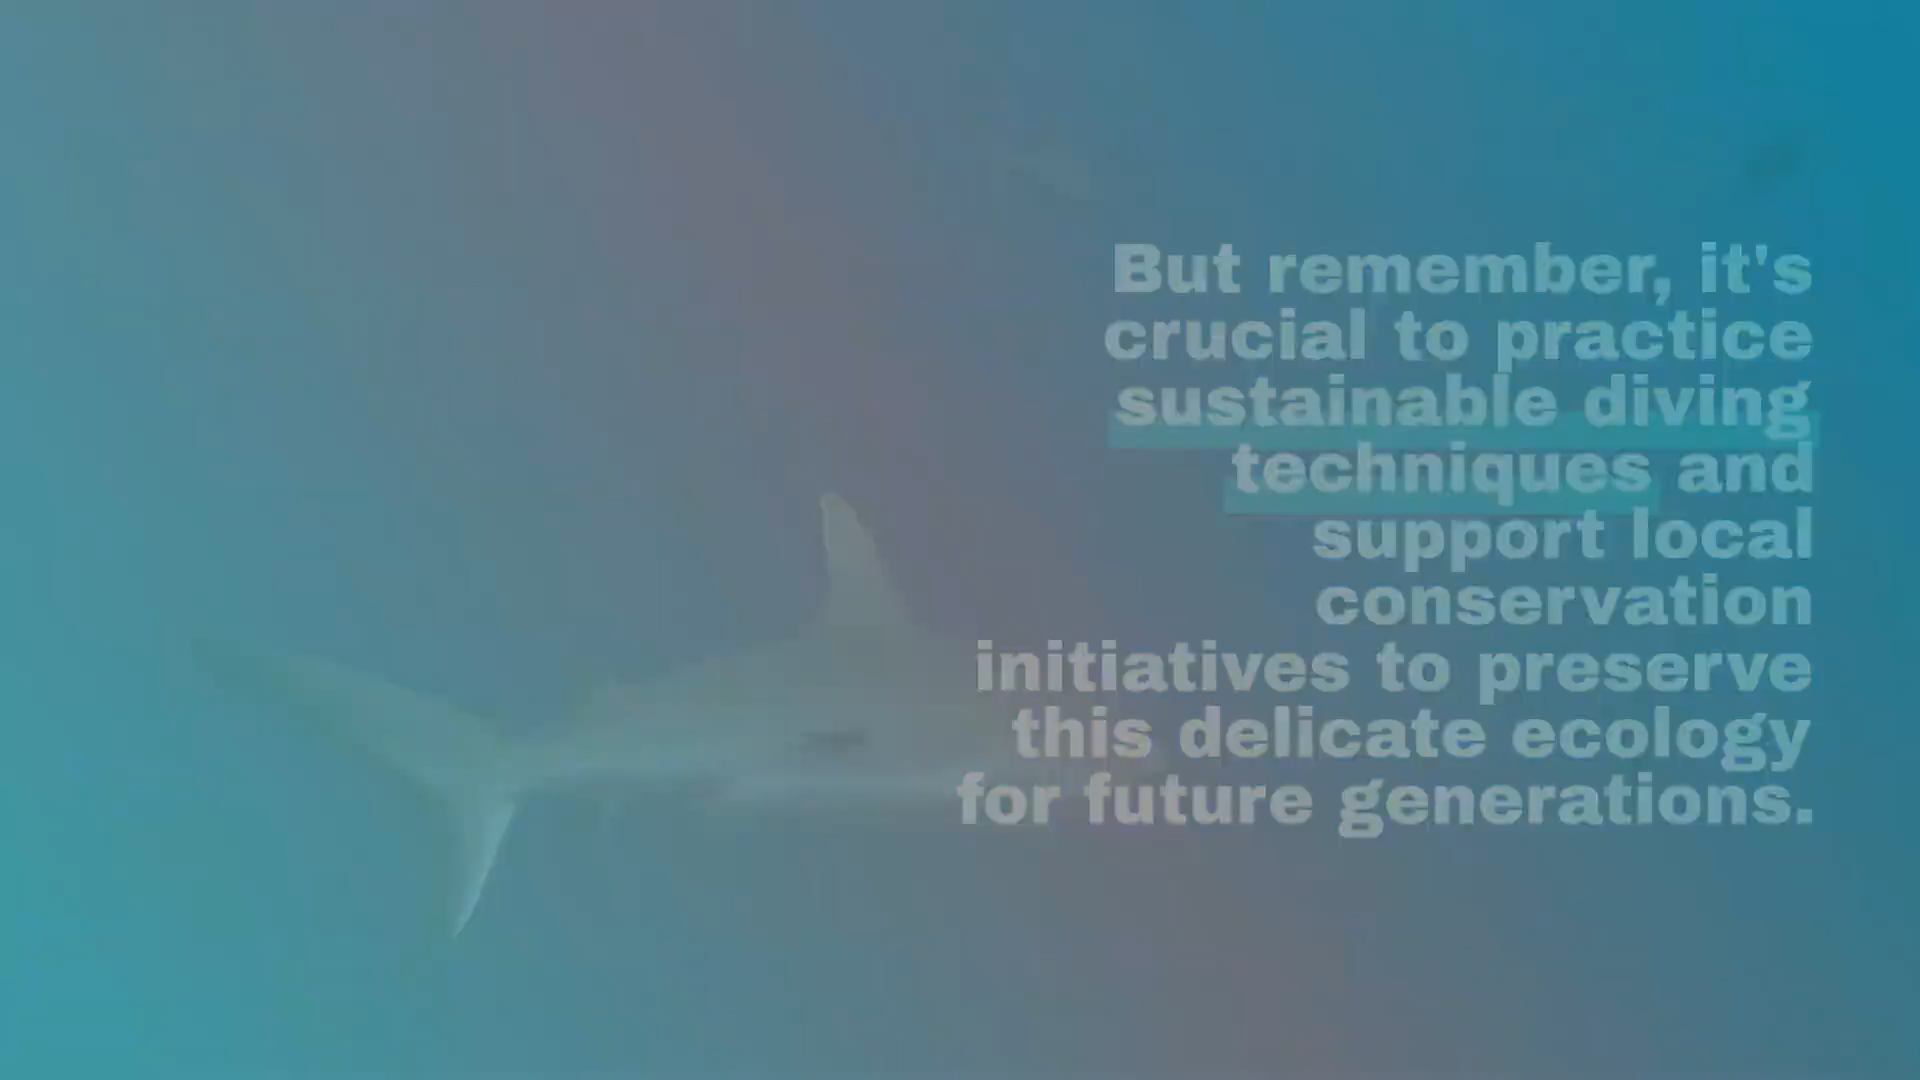 But remember, it's
crucial to practice
sustainable diving
techniques and
support local
conservation
initiatives to preserve
this delicate ecology
for future generations.